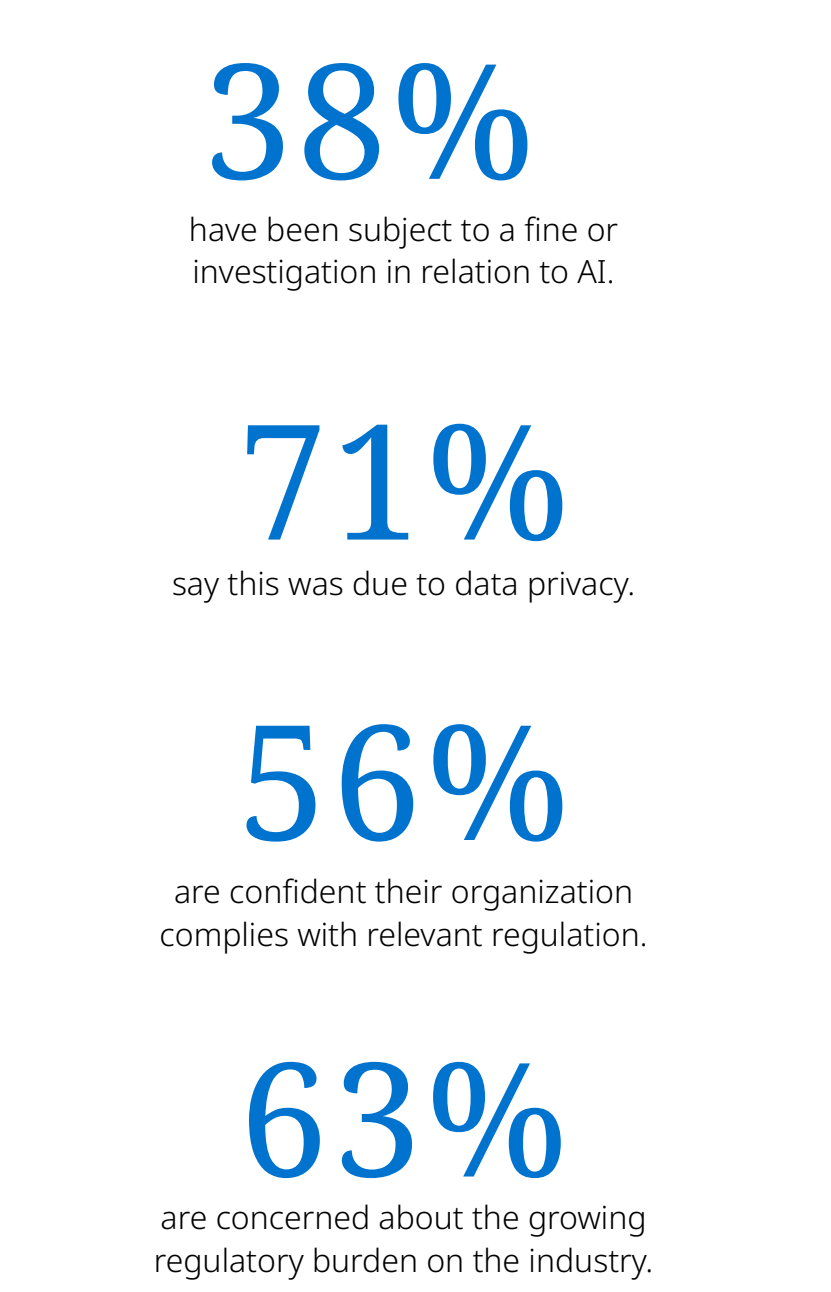 38%
have been subject to a fine or
investigation in relation to AI.
71%
say this was due to data privacy.
56%
are confident their organization
complies with relevant regulation.
63%
are concerned about the growing
regulatory burden on the industry.